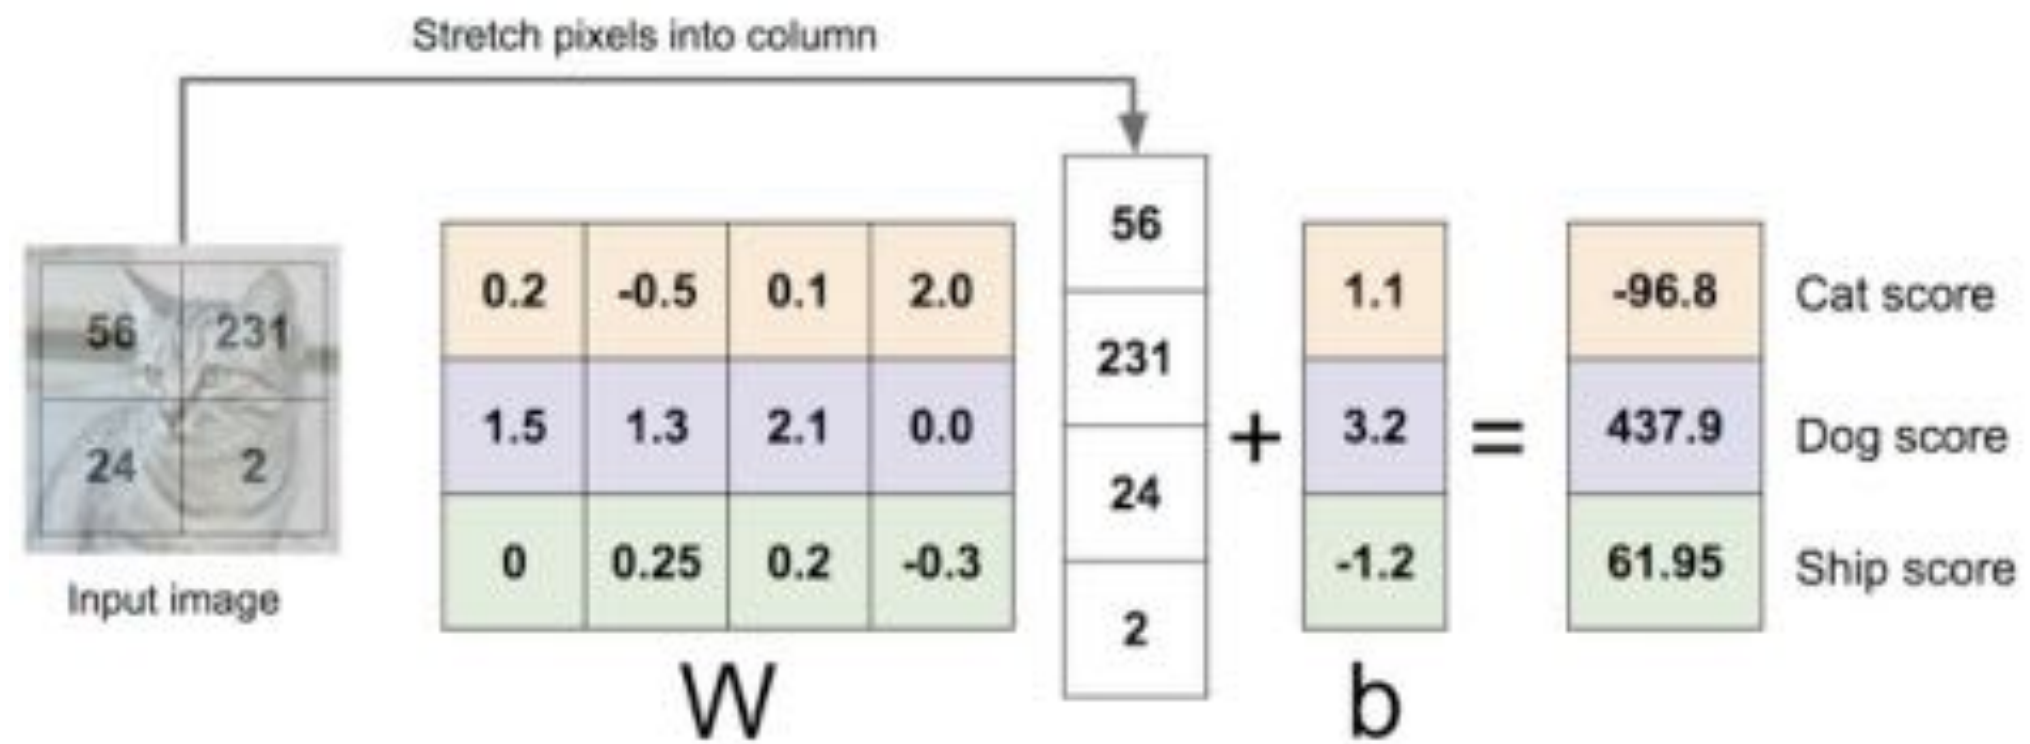 Stretch pixels into column
56 231
24 2
Input image
0.2 -0.5 0.1 2.0
1.5 1.3 2.1 0.0
0 0.25 0.2 -0.3
W
56
231
24
2
+
1.1
3.2
-1.2
b
=
-96.8 Cat score
437.9 Dog score
61.95 Ship score